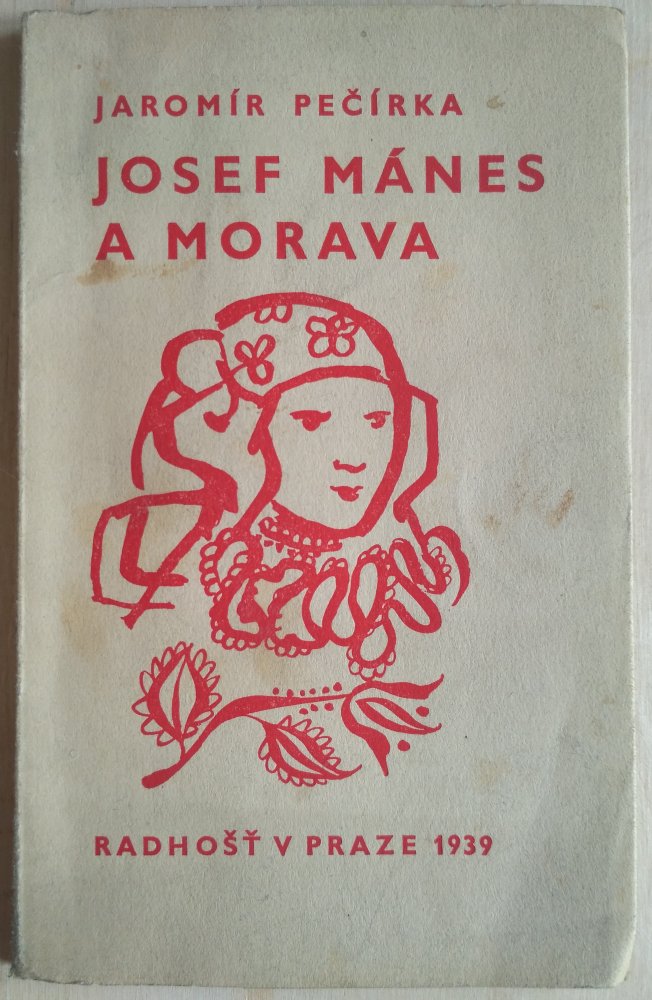 JAROMÍR PEČÍRKA
JOSEF MÁNES
A MORAVA
RADHOŠŤ V PRAZE 1939